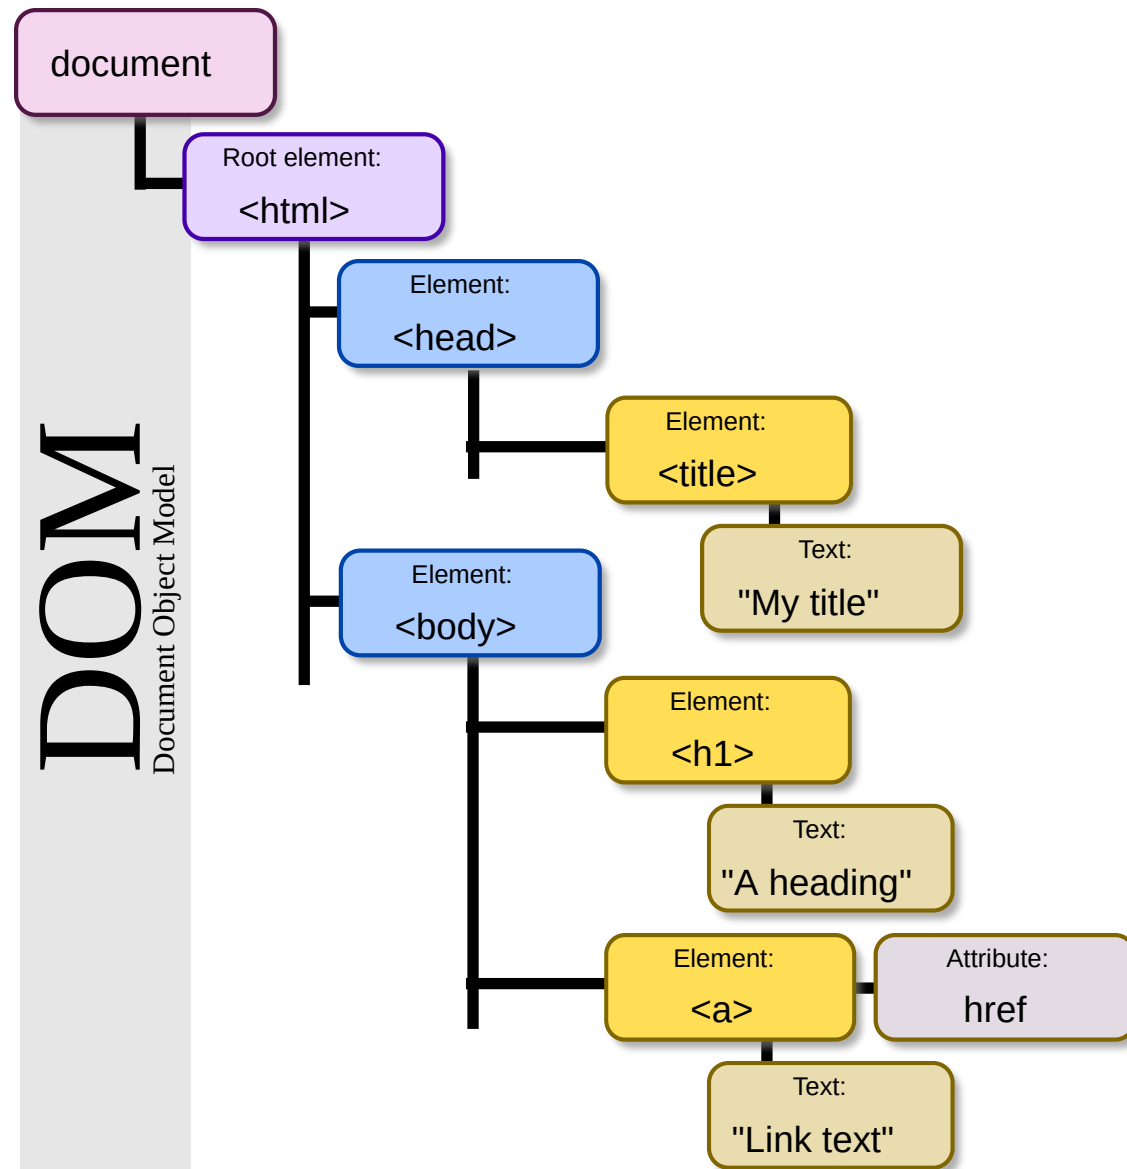 document
Root element:
<html>
Element:
<head>
Element:
<title>
Text:
"My title"
Element:
<body>
Element:
<h1>
Text:
"A heading"
Element:
<a>
Attribute:
href
Text:
"Link text"
DOM
Document Object Model